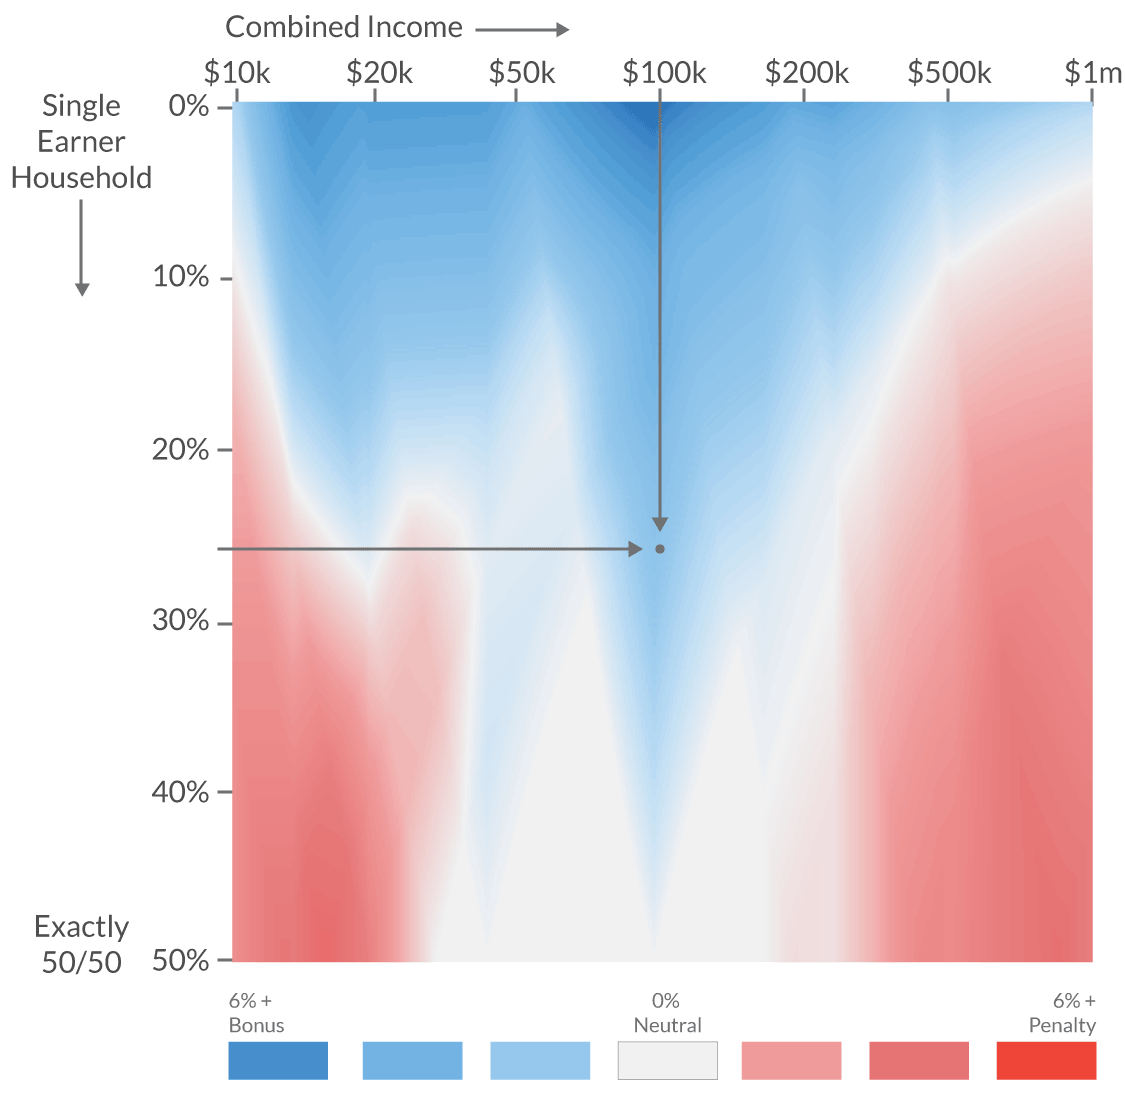 Combined Income
$10k $20k $50k $100k $200k $500k $1m
Single
Earner
Household
0%
10%
20%
30%
40%
Exactly
50/50
50%
6% +
Bonus
0%
Neutral
6% +
Penalty